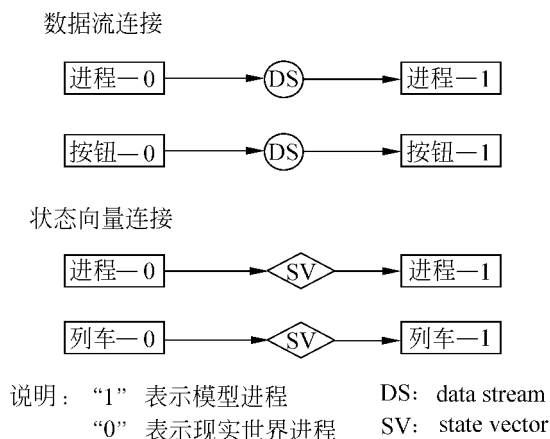 数据流连接
进程—0 DS 进程—1
按钮—0 DS 按钮—1
状态向量连接
进程—0 SV 进程—1
列车—0 SV 列车—1
说明：“1” 表示模型进程 DS：data stream
“0” 表示现实世界进程 SV：state vector